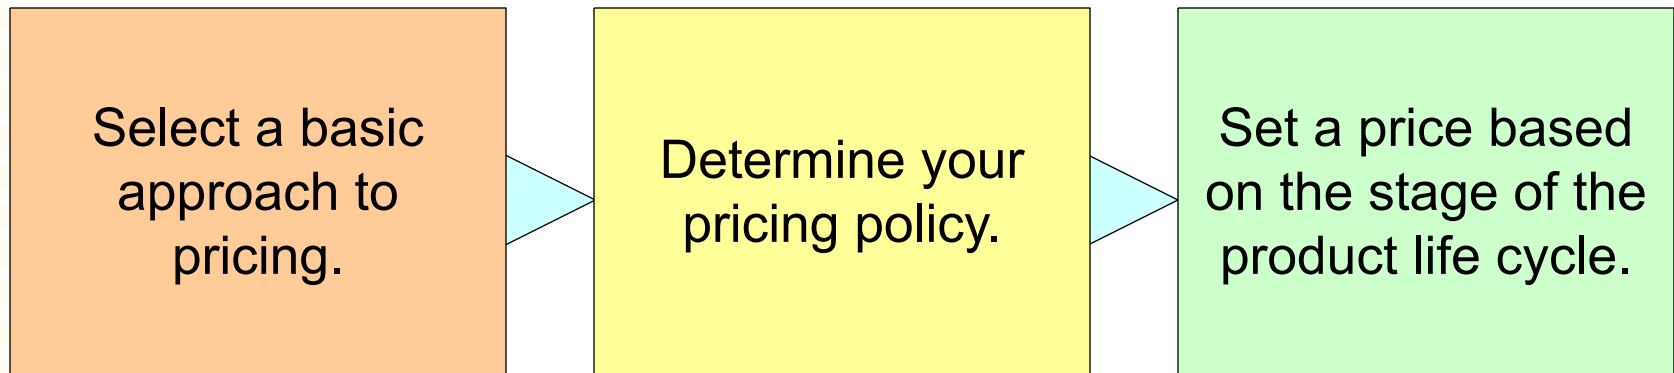 Select a basic
approach to
pricing.
Determine your
pricing policy.
Set a price based
on the stage of the
product life cycle.